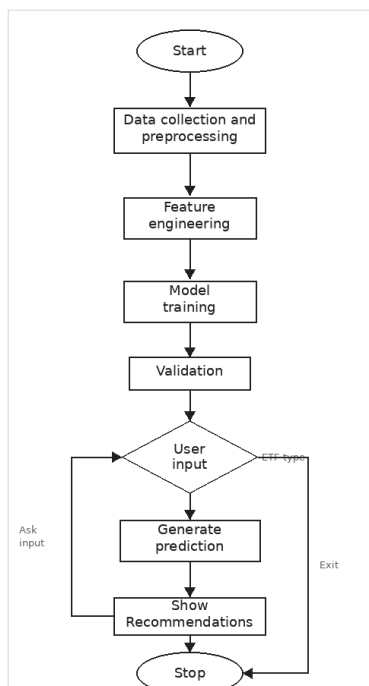 Start
Data collection and
preprocessing
Feature
engineering
Model
training
Validation
User
input
ETF type
Generate
prediction
Ask
input
Exit
Show
Recommendations
Stop